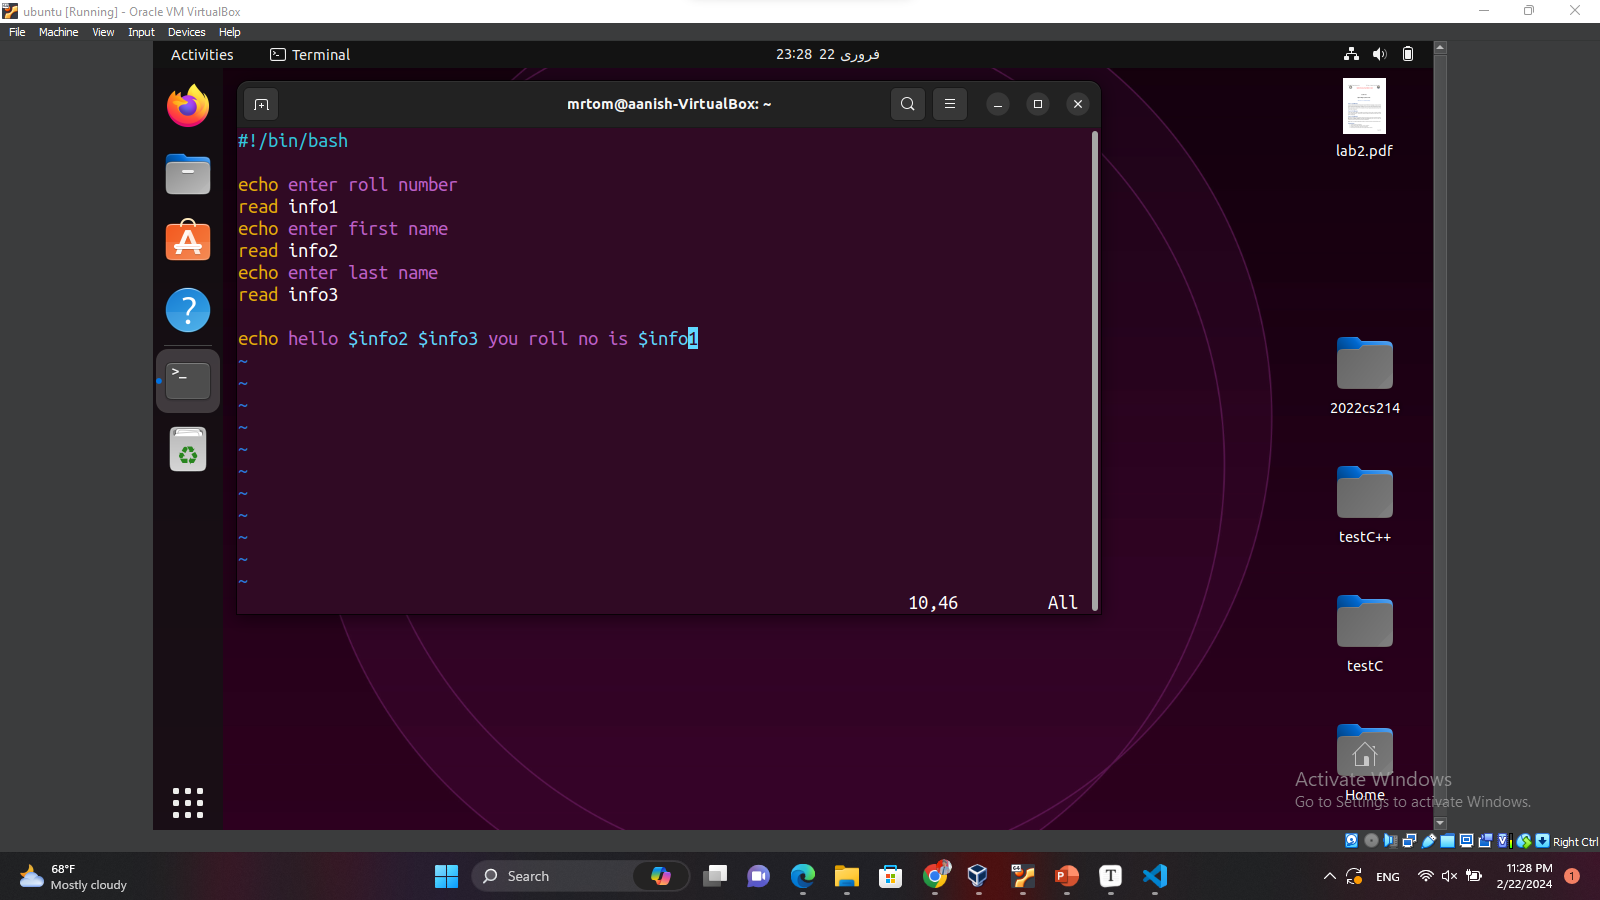 ubuntu [Running] - Oracle VM VirtualBox
File Machine View Input Devices Help
Activities Terminal 23:28 22 فروری
mrtom@aanish-VirtualBox: ~
#!/bin/bash
echo enter roll number
read info1
echo enter first name
read info2
echo enter last name
read info3
echo hello $info2 $info3 you roll no is $info1
~
~
~
~
~
~
~
~
~
~
~
10,46 All
lab2.pdf
2022cs214
testC++
testC
Home
Activate Windows
Go to Settings to activate Windows.
Right Ctrl
68°F
Mostly cloudy
Search
ENG
11:28 PM
2/22/2024
1